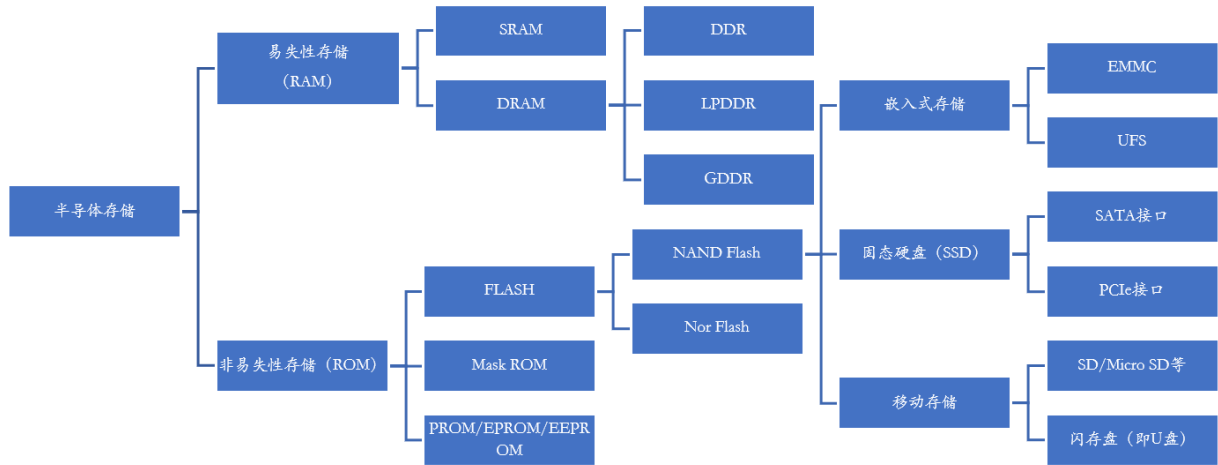 半导体存储
易失性存储
（RAM）
SRAM
DRAM
DDR
LPDDR
GDDR
非易失性存储（ROM）
FLASH
Mask ROM
PROM/EPROM/EEPR
OM
NAND Flash
Nor Flash
嵌入式存储
EMMC
UFS
固态硬盘（SSD）
SATA接口
PCIe接口
移动存储
SD/Micro SD等
闪存盘（即U盘）